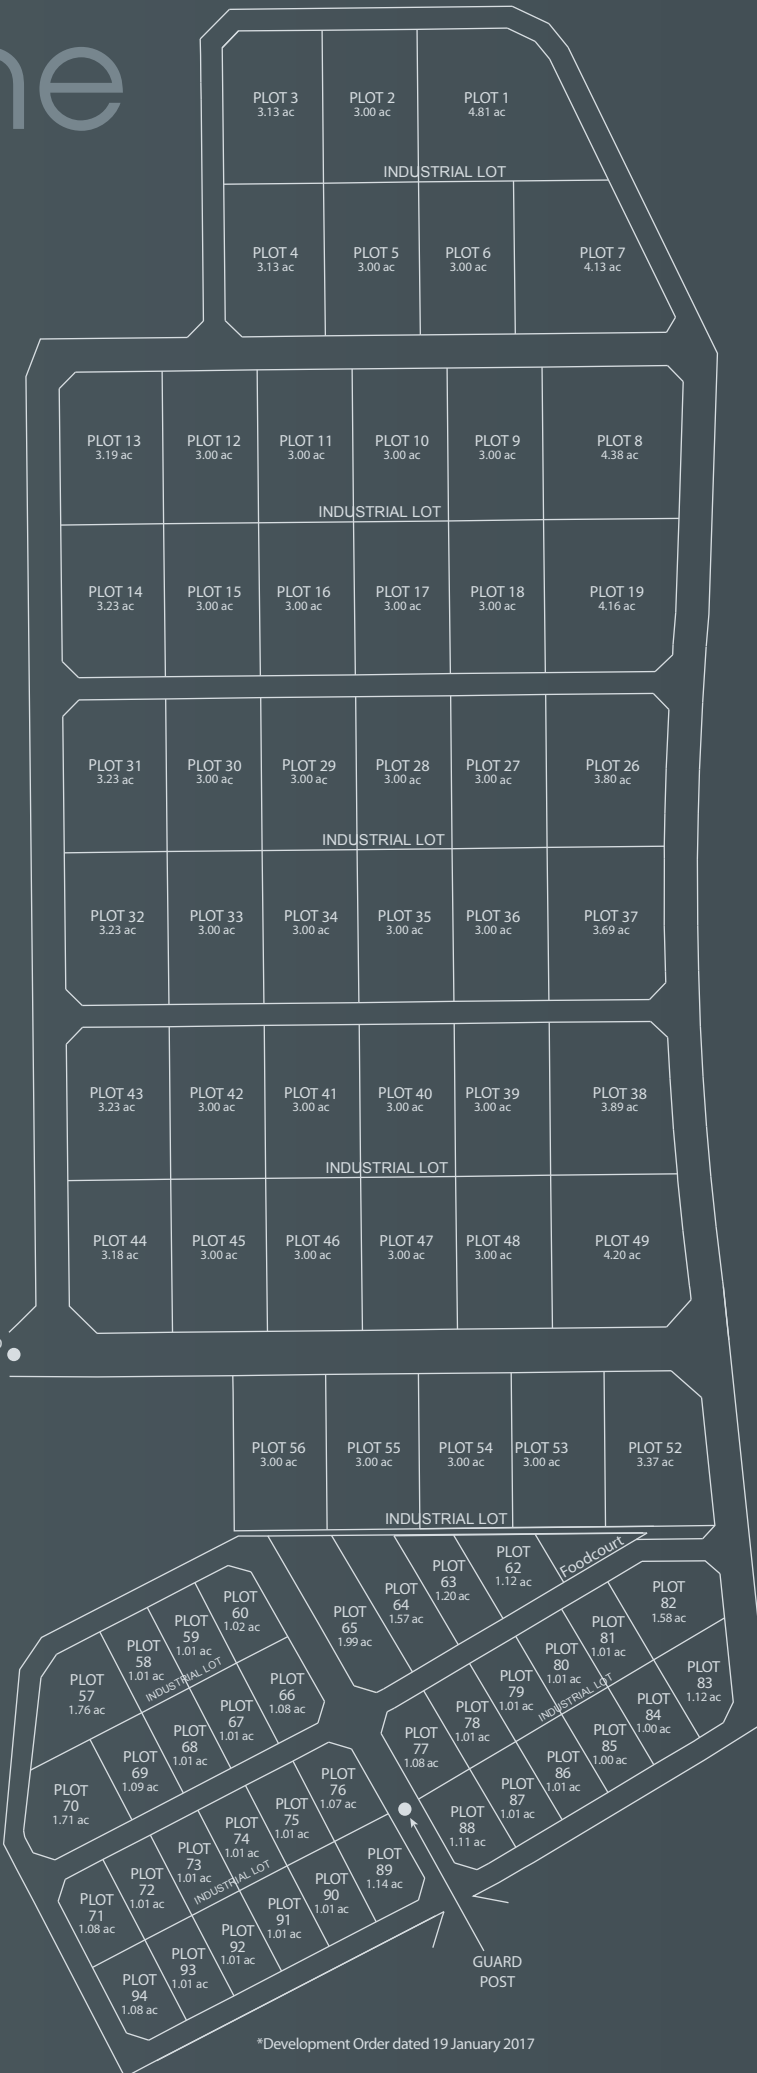 ne
PLOT 3
3.13 ac
PLOT 2
3.00 ac
PLOT 1
4.81 ac
INDUSTRIAL LOT
PLOT 4
3.13 ac
PLOT 5
3.00 ac
PLOT 6
3.00 ac
PLOT 7
4.13 ac
PLOT 13
3.19 ac
PLOT 12
3.00 ac
PLOT 11
3.00 ac
PLOT 10
3.00 ac
PLOT 9
3.00 ac
PLOT 8
4.38 ac
INDUSTRIAL LOT
PLOT 14
3.23 ac
PLOT 15
3.00 ac
PLOT 16
3.00 ac
PLOT 17
3.00 ac
PLOT 18
3.00 ac
PLOT 19
4.16 ac
PLOT 31
3.23 ac
PLOT 30
3.00 ac
PLOT 29
3.00 ac
PLOT 28
3.00 ac
PLOT 27
3.00 ac
PLOT 26
3.80 ac
INDUSTRIAL LOT
PLOT 32
3.23 ac
PLOT 33
3.00 ac
PLOT 34
3.00 ac
PLOT 35
3.00 ac
PLOT 36
3.00 ac
PLOT 37
3.69 ac
PLOT 43
3.23 ac
PLOT 42
3.00 ac
PLOT 41
3.00 ac
PLOT 40
3.00 ac
PLOT 39
3.00 ac
PLOT 38
3.89 ac
INDUSTRIAL LOT
PLOT 44
3.18 ac
PLOT 45
3.00 ac
PLOT 46
3.00 ac
PLOT 47
3.00 ac
PLOT 48
3.00 ac
PLOT 49
4.20 ac
PLOT 56
3.00 ac
PLOT 55
3.00 ac
PLOT 54
3.00 ac
PLOT 53
3.00 ac
PLOT 52
3.37 ac
INDUSTRIAL LOT
Foodcourt
PLOT
62
1.12 ac
PLOT
63
1.20 ac
PLOT
64
1.57 ac
PLOT
65
1.99 ac
PLOT
60
1.02 ac
PLOT
59
1.01 ac
PLOT
58
1.01 ac
PLOT
57
1.76 ac
INDUSTRIAL LOT
PLOT
66
1.08 ac
PLOT
67
1.01 ac
PLOT
68
1.01 ac
PLOT
69
1.09 ac
PLOT
70
1.71 ac
PLOT
82
1.58 ac
PLOT
81
1.01 ac
PLOT
80
1.01 ac
PLOT
79
1.01 ac
PLOT
78
1.01 ac
PLOT
77
1.08 ac
INDUSTRIAL LOT
PLOT
83
1.12 ac
PLOT
84
1.00 ac
PLOT
85
1.00 ac
PLOT
86
1.01 ac
PLOT
87
1.01 ac
PLOT
88
1.11 ac
PLOT
76
1.07 ac
PLOT
75
1.01 ac
PLOT
74
1.01 ac
PLOT
73
1.01 ac
PLOT
72
1.01 ac
PLOT
71
1.08 ac
INDUSTRIAL LOT
PLOT
89
1.14 ac
PLOT
90
1.01 ac
PLOT
91
1.01 ac
PLOT
92
1.01 ac
PLOT
93
1.01 ac
PLOT
94
1.08 ac
GUARD
POST
*Development Order dated 19 January 2017